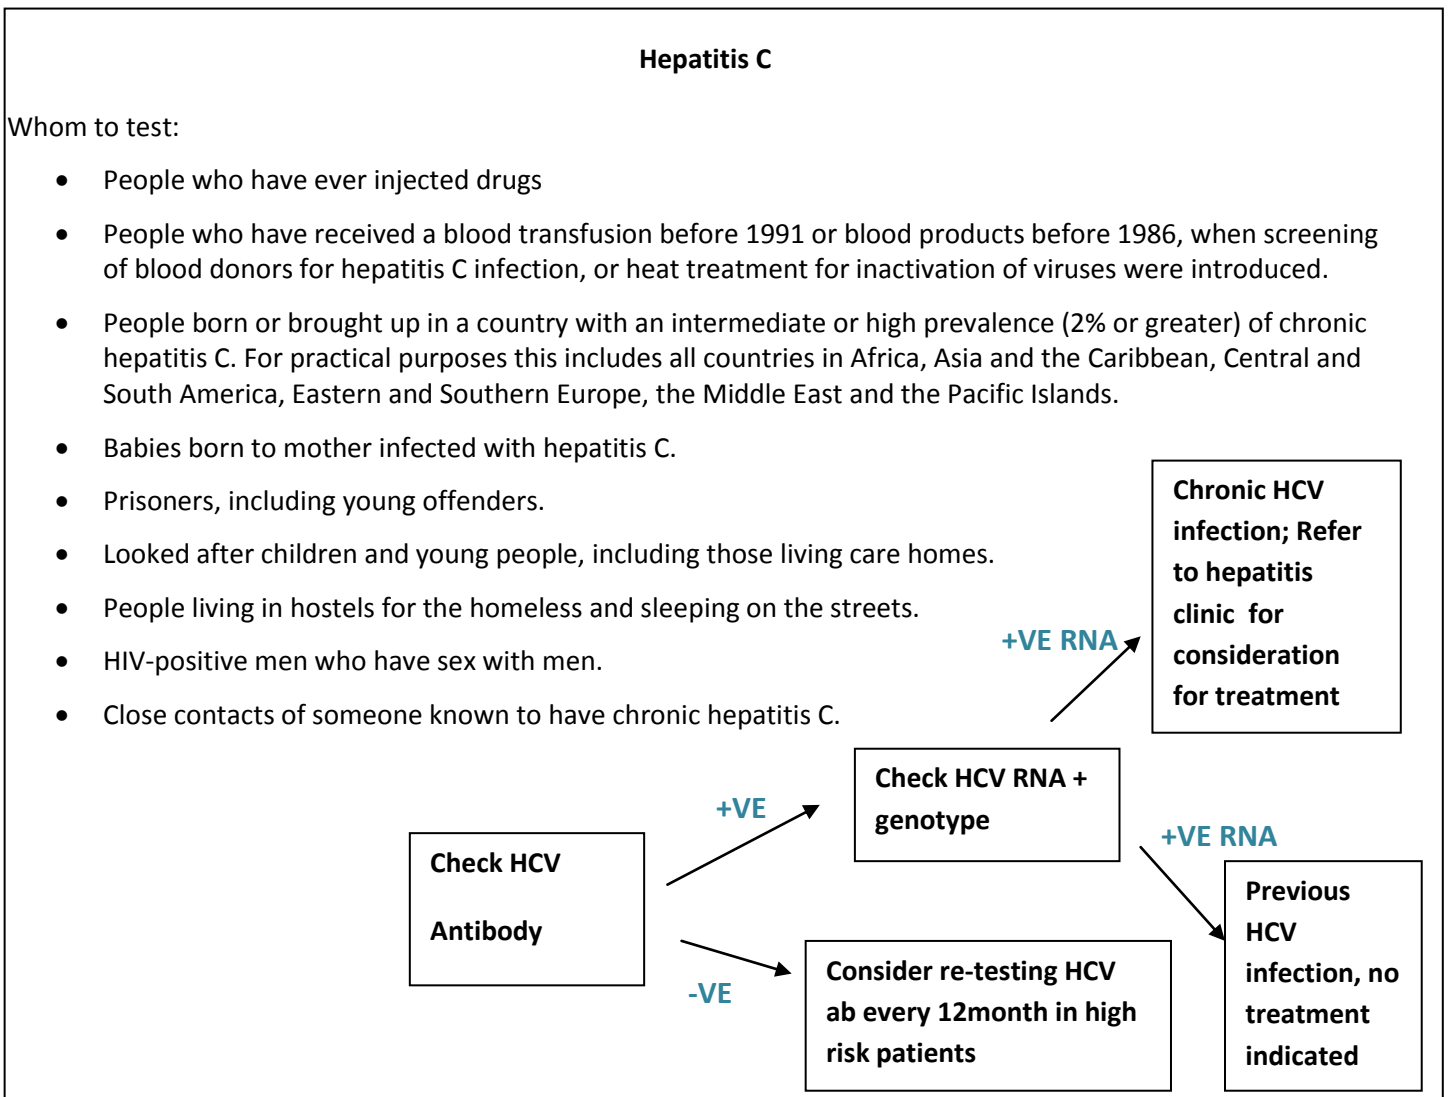 Hepatitis C
Whom to test:
• People who have ever injected drugs
• People who have received a blood transfusion before 1991 or blood products before 1986, when screening
of blood donors for hepatitis C infection, or heat treatment for inactivation of viruses were introduced.
• People born or brought up in a country with an intermediate or high prevalence (2% or greater) of chronic
hepatitis C. For practical purposes this includes all countries in Africa, Asia and the Caribbean, Central and
South America, Eastern and Southern Europe, the Middle East and the Pacific Islands.
• Babies born to mother infected with hepatitis C.
• Prisoners, including young offenders.
• Looked after children and young people, including those living care homes.
• People living in hostels for the homeless and sleeping on the streets.
• HIV-positive men who have sex with men.
• Close contacts of someone known to have chronic hepatitis C.
Check HCV
Antibody
+VE
Check HCV RNA +
genotype
+VE RNA
Chronic HCV
infection; Refer
to hepatitis
clinic for
consideration
for treatment
+VE RNA
Previous
HCV
infection, no
treatment
indicated
-VE
Consider re-testing HCV
ab every 12month in high
risk patients